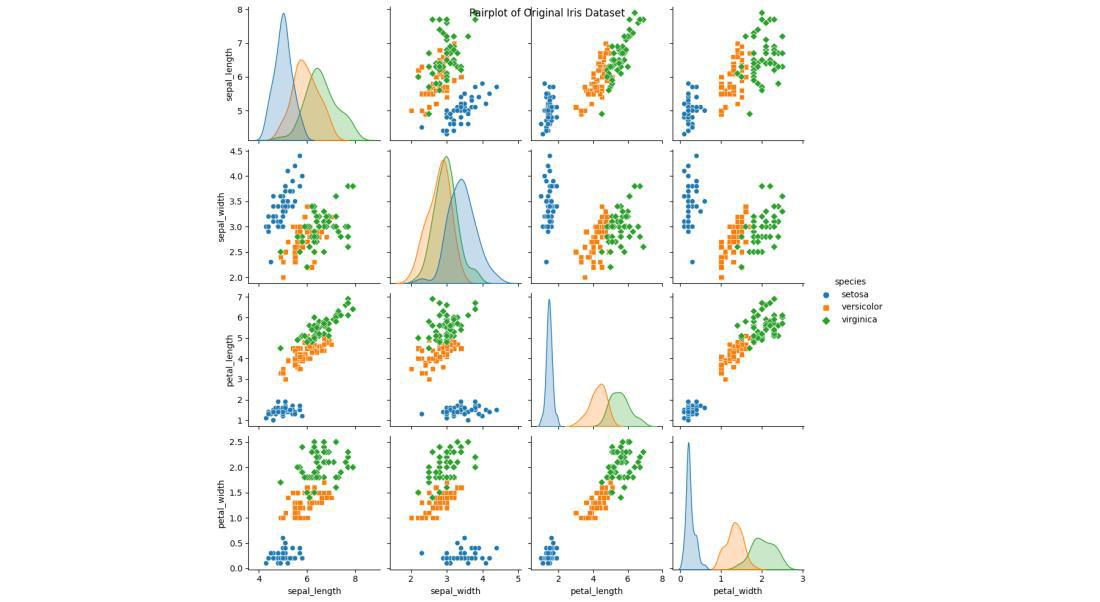 Pairplot of Original Iris Dataset
8
7
6
5
sepal_length
4.5
4.0
3.5
3.0
2.5
2.0
sepal_width
7
6
5
4
3
2
1
petal_length
2.5
2.0
1.5
1.0
0.5
0.0
petal_width
4 6 8
sepal_length
2 3 4 5
sepal_width
2 4 6 8
petal_length
0 1 2 3
petal_width
species
setosa
versicolor
virginica